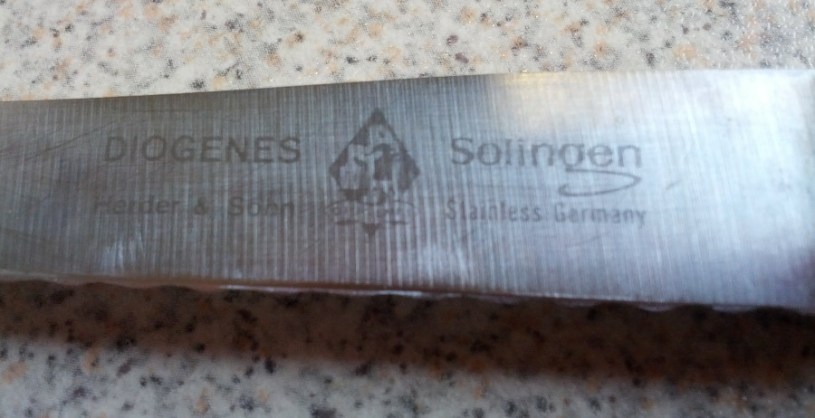 DIOGENES Solingen
Herder & Sohn Stainless Germany